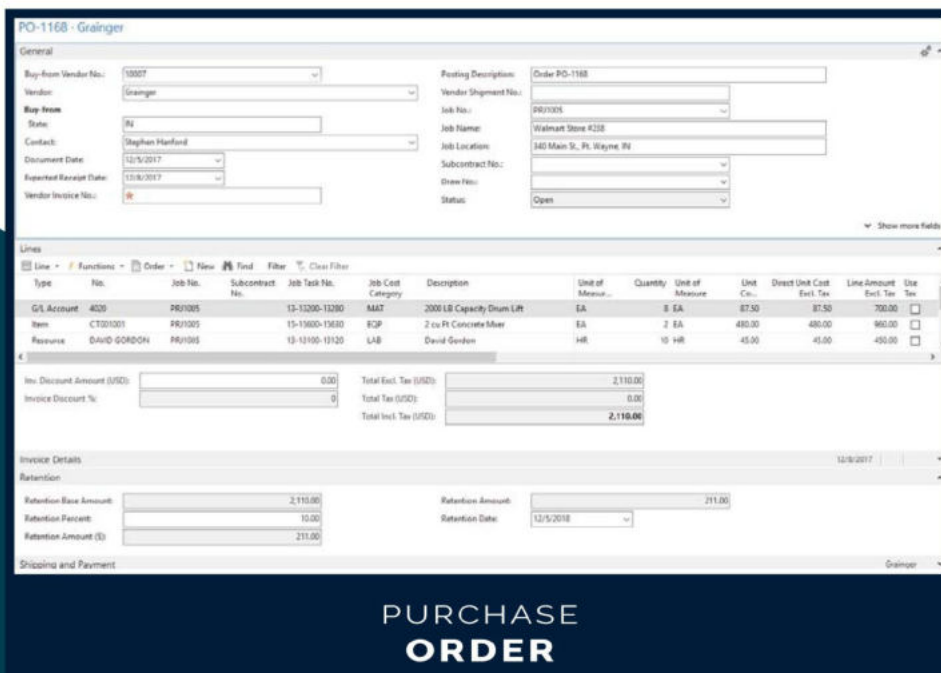 PO-1168 - Grainger
General
Buy-from Vendor No.: 10007
Vendor: Grainger
Buy-from
State: IN
Contact: Stephen Hanford
Document Date: 12/5/2017
Expected Receipt Date: 12/8/2017
Vendor Invoice No.: *
Posting Description: Order PO-1168
Vendor Shipment No.:
Job No.: PRJ1005
Job Name: Walmart Store #238
Job Location: 340 Main St., Ft. Wayne, IN
Subcontract No.:
Draw No.:
Status: Open
Show more fields
Lines
Line Functions Order New Find Filter Clear Filter
Type No. Job No. Subcontract No. Job Task No. Job Cost Category Description Unit of Measur... Quantity Unit of Measure Unit Co... Direct Unit Cost Excl. Tax Line Amount Excl. Tax Use Tax
G/L Account 4020 PRJ1005 13-13200-13280 MAT 2000 LB Capacity Drum Lift EA 8 EA 87.50 87.50 700.00
Item CT001001 PRJ1005 15-15600-15630 EQP 2 cu Ft Concrete Mixer EA 2 EA 480.00 480.00 960.00
Resource DAVID GORDON PRJ1005 13-13100-13120 LAB David Gordon HR 10 HR 45.00 45.00 450.00
Inv. Discount Amount (USD): 0.00
Invoice Discount %: 0
Total Excl. Tax (USD): 2,110.00
Total Tax (USD): 0.00
Total Incl. Tax (USD): 2,110.00
Invoice Details 12/8/2017
Retention
Retention Base Amount: 2,110.00
Retention Percent: 10.00
Retention Amount ($): 211.00
Retention Amount: 211.00
Retention Date: 12/5/2018
Shipping and Payment Grainger
PURCHASE
ORDER